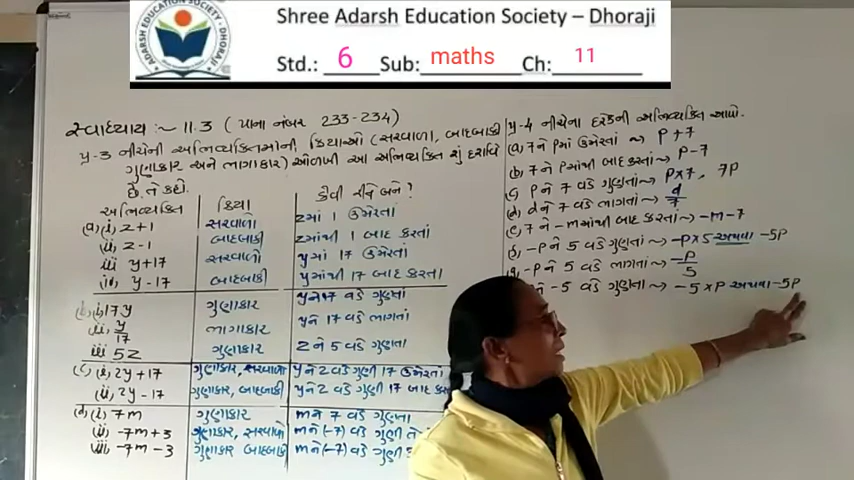 ADARSH EDUCATION SOCIETY
DHORAJI
Shree Adarsh Education Society – Dhoraji
Std.: 6 Sub: maths Ch: 11
સ્વાધ્યાય :~ 11.3 ( પાના નંબર 233-234)
પ્ર-3 નીચેની અભિવ્યક્તિમાંની ક્રિયાઓ (સરવાળા, બાદબાકી
ગુણાકાર અને ભાગાકાર) ઓળખી આ અભિવ્યક્તિ શું દર્શાવે
છે. તે કહો.
અભિવ્યક્તિ ક્રિયા કેવી રીતે બને?
(a) (i) z+1 સરવાળો zમાં 1 ઉમેરતાં
(ii) z-1 બાદબાકી zમાંથી 1 બાદ કરતાં
iii y+17 સરવાળો yમાં 17 ઉમેરતાં
y-17 બાદબાકી yમાંથી 17 બાદ કરતાં
(b) (i) 17y ગુણાકાર yને 17 વડે ગુણતાં
(ii) y/17 ભાગાકાર yને 17 વડે ભાગતાં
iii 5z ગુણાકાર zને 5 વડે ગુણતાં
(c) (i) 2y+17 ગુણાકાર, સરવાળો yને 2 વડે ગુણી 17 ઉમેરતાં
(ii) 2y-17 ગુણાકાર, બાદબાકી yને 2 વડે ગુણી 17 બાદ
(d) (i) 7m ગુણાકાર mને 7 વડે ગુણતાં
(ii) -7m+3 ગુણાકાર, સરવાળો mને (-7) વડે ગુણી
(iii) -7m-3 ગુણાકાર બાદબાકી mને (-7) વડે ગુણી
પ્ર-4 નીચેના દરેકની અભિવ્યક્તિ આપો.
(a) 7ને Pમાં ઉમેરતાં ~> P+7
(b) 7ને Pમાંથી બાદ કરતાં ~> P-7
(c) Pને 7 વડે ગુણતાં ~> P×7, 7P
(d) dને 7 વડે ભાગતાં ~> d/7
(e) 7ને -mમાંથી બાદ કરતાં ~> -m-7
(f) -Pને 5 વડે ગુણતાં ~> -P×5 અથવા -5P
(g) -Pને 5 વડે ભાગતાં ~> -P/5
-5 વડે ગુણતાં ~> -5×P અથવા -5P